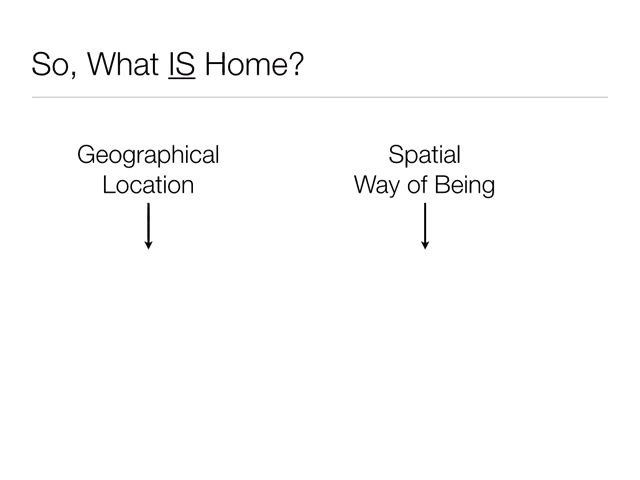 So, What IS Home?
Geographical
Location
Spatial
Way of Being